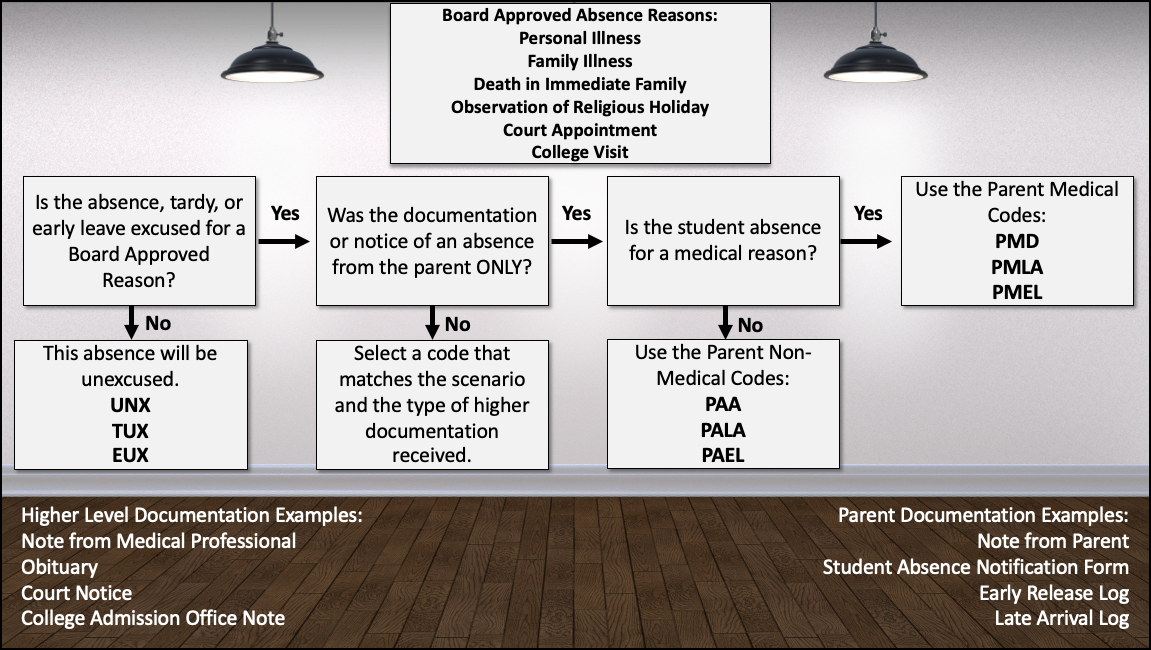 Board Approved Absence Reasons:
Personal Illness
Family Illness
Death in Immediate Family
Observation of Religious Holiday
Court Appointment
College Visit
Is the absence, tardy, or
early leave excused for a
Board Approved
Reason?
Yes
Was the documentation
or notice of an absence
from the parent ONLY?
Yes
Is the student absence
for a medical reason?
Yes
Use the Parent Medical
Codes:
PMD
PMLA
PMEL
No
This absence will be
unexcused.
UNX
TUX
EUX
No
Select a code that
matches the scenario
and the type of higher
documentation
received.
No
Use the Parent Non-
Medical Codes:
PAA
PALA
PAEL
Higher Level Documentation Examples:
Note from Medical Professional
Obituary
Court Notice
College Admission Office Note
Parent Documentation Examples:
Note from Parent
Student Absence Notification Form
Early Release Log
Late Arrival Log